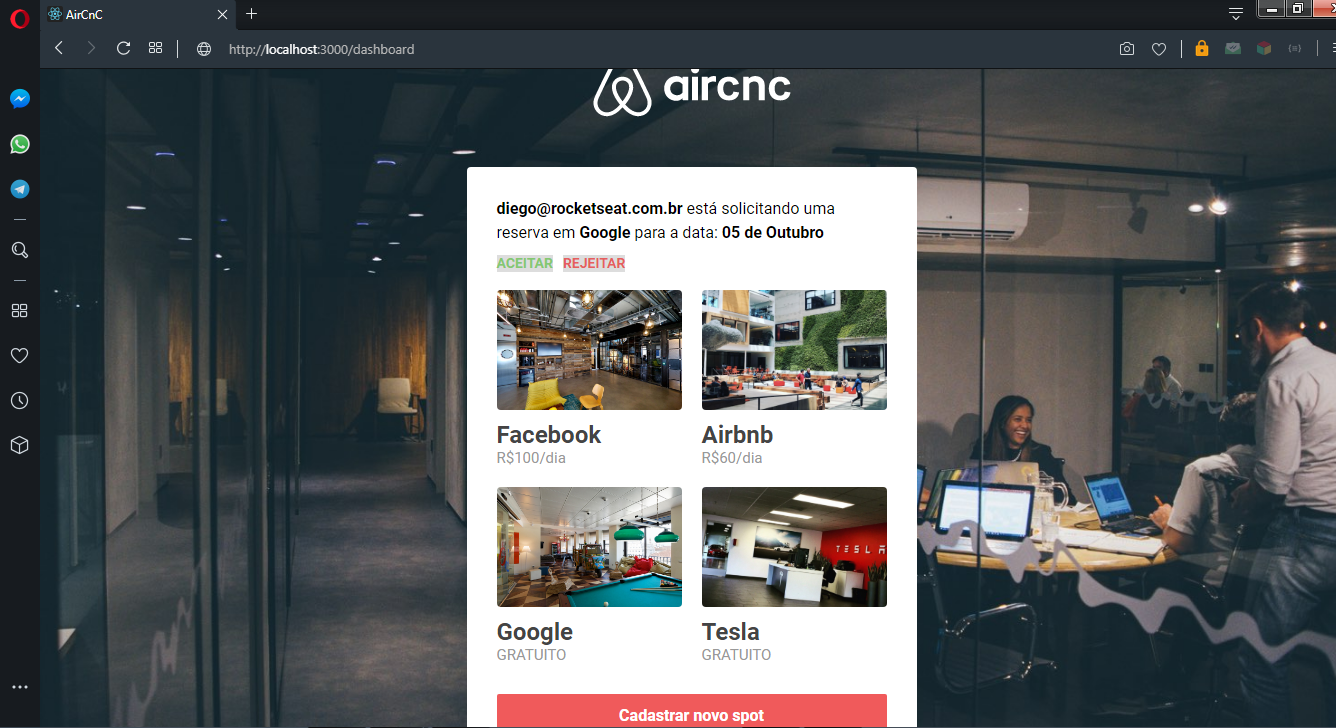 AirCnC
http://localhost:3000/dashboard
aircnc
diego@rocketseat.com.br está solicitando uma
reserva em Google para a data: 05 de Outubro
ACEITAR REJEITAR
Facebook
R$100/dia
Airbnb
R$60/dia
TESLA
Google
GRATUITO
Tesla
GRATUITO
Cadastrar novo spot